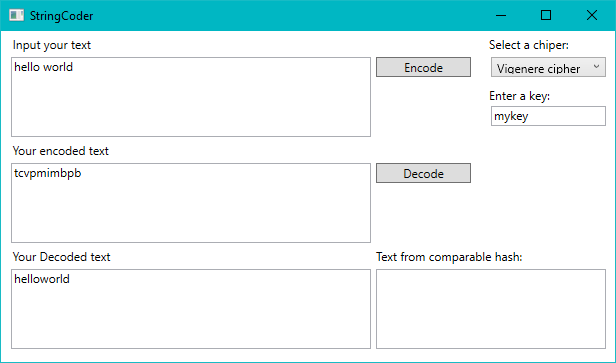 StringCoder
Input your text
Select a chiper:
hello world
Encode
Vigenere cipher
Enter a key:
mykey
Your encoded text
tcvpmimbpb
Decode
Your Decoded text
Text from comparable hash:
helloworld